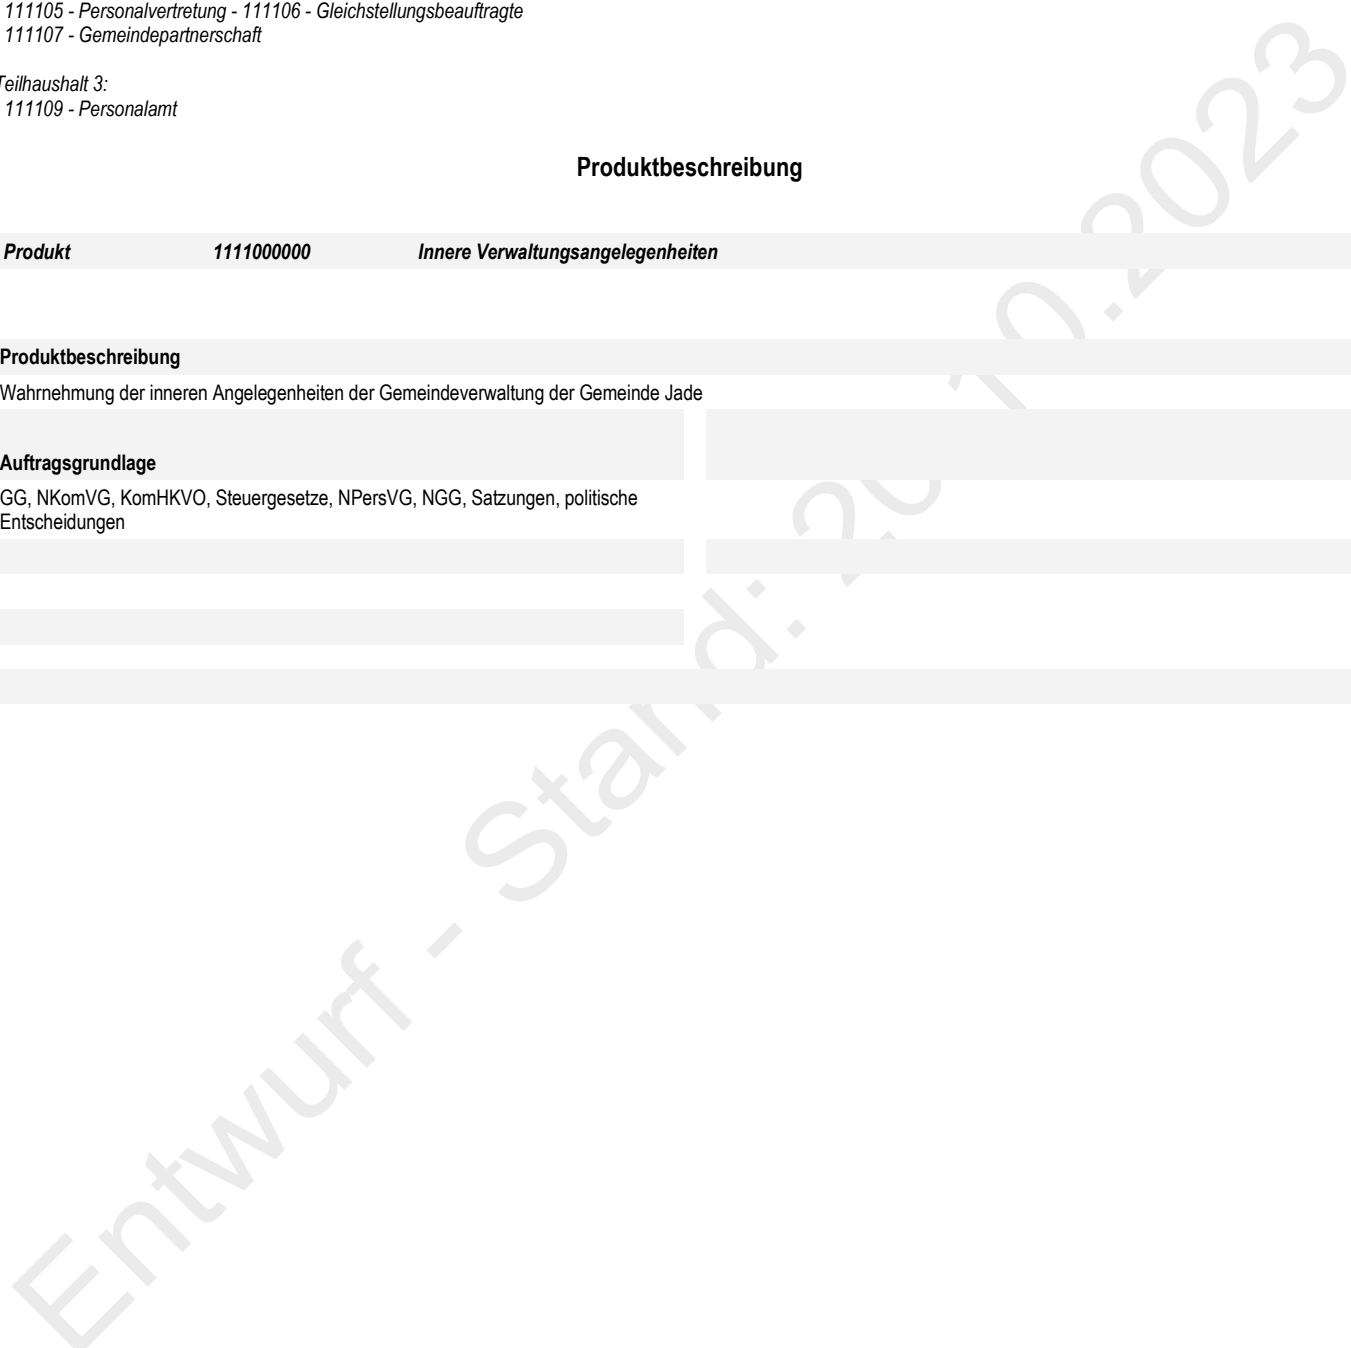 111105 - Personalvertretung - 111106 - Gleichstellungsbeauftragte
111107 - Gemeindepartnerschaft
Teilhaushalt 3:
111109 - Personalamt
Produktbeschreibung
Produkt 1111000000 Innere Verwaltungsangelegenheiten
Produktbeschreibung
Wahrnehmung der inneren Angelegenheiten der Gemeindeverwaltung der Gemeinde Jade
Auftragsgrundlage
GG, NKomVG, KomHKVO, Steuergesetze, NPersVG, NGG, Satzungen, politische
Entscheidungen
Entwurf - Stand: 20.10.2023